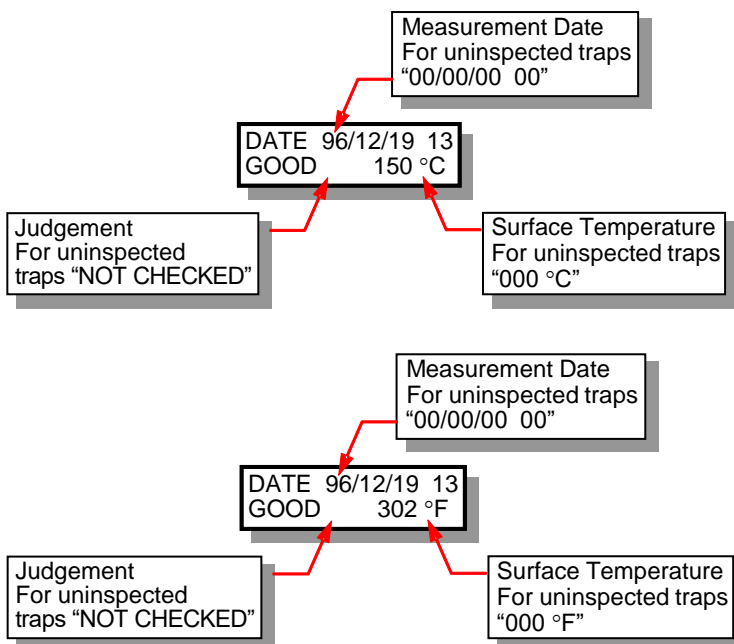 Measurement Date
For uninspected traps
“00/00/00  00”
DATE  96/12/19  13
GOOD  150 °C
Judgement
For uninspected
traps “NOT CHECKED”
Surface Temperature
For uninspected traps
“000 °C”
Measurement Date
For uninspected traps
“00/00/00  00”
DATE  96/12/19  13
GOOD  302 °F
Judgement
For uninspected
traps “NOT CHECKED”
Surface Temperature
For uninspected traps
“000 °F”